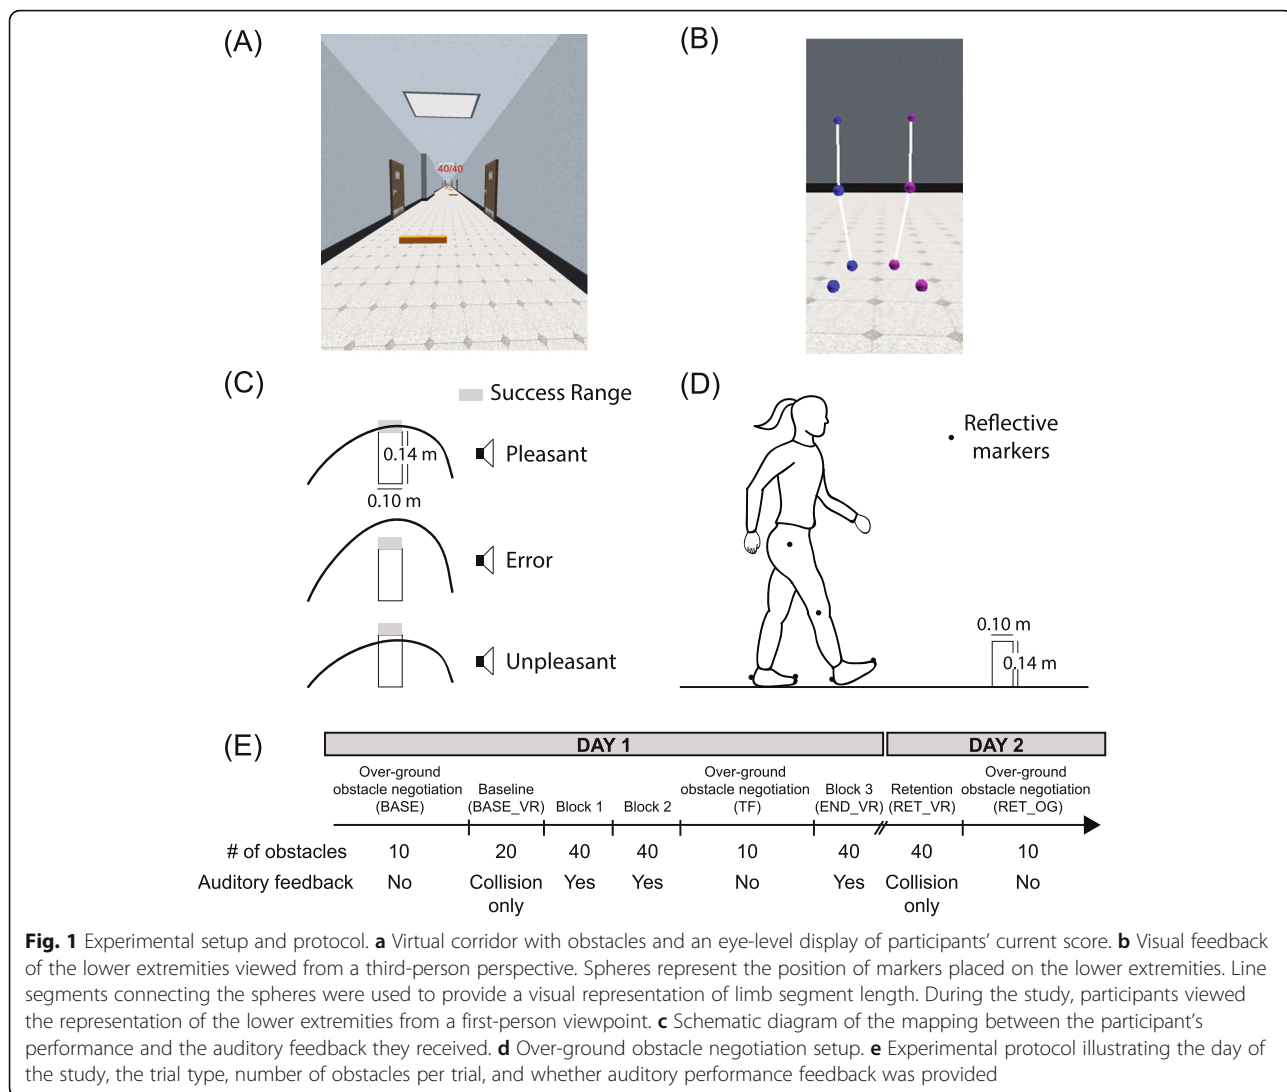 (A)
40/40
(B)
(C)
Success Range
0.14 m
Pleasant
0.10 m
Error
Unpleasant
(D)
Reflective
markers
0.10 m
0.14 m
(E)
DAY 1
DAY 2
Over-ground
obstacle negotiation
(BASE)
Baseline
(BASE_VR)
Block 1
Block 2
Over-ground
obstacle negotiation
(TF)
Block 3
(END_VR)
Retention
(RET_VR)
Over-ground
obstacle negotiation
(RET_OG)
# of obstacles 10 20 40 40 10 40 40 10
Auditory feedback No Collision only Yes Yes No Yes Collision only No
Fig. 1 Experimental setup and protocol. a Virtual corridor with obstacles and an eye-level display of participants’ current score. b Visual feedback
of the lower extremities viewed from a third-person perspective. Spheres represent the position of markers placed on the lower extremities. Line
segments connecting the spheres were used to provide a visual representation of limb segment length. During the study, participants viewed
the representation of the lower extremities from a first-person viewpoint. c Schematic diagram of the mapping between the participant’s
performance and the auditory feedback they received. d Over-ground obstacle negotiation setup. e Experimental protocol illustrating the day of
the study, the trial type, number of obstacles per trial, and whether auditory performance feedback was provided